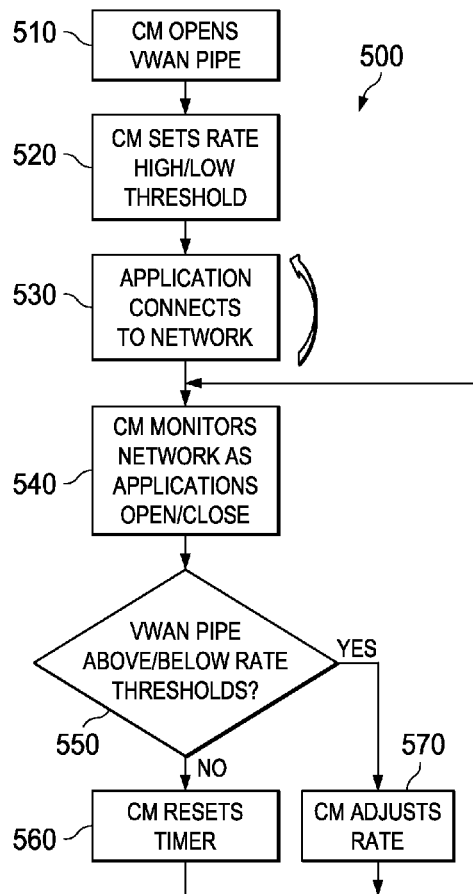 510
CM OPENS
VWAN PIPE
500
520
CM SETS RATE
HIGH/LOW
THRESHOLD
530
APPLICATION
CONNECTS
TO NETWORK
540
CM MONITORS
NETWORK AS
APPLICATIONS
OPEN/CLOSE
VWAN PIPE
ABOVE/BELOW RATE
THRESHOLDS?
YES
550
NO
570
560
CM RESETS
TIMER
CM ADJUSTS
RATE